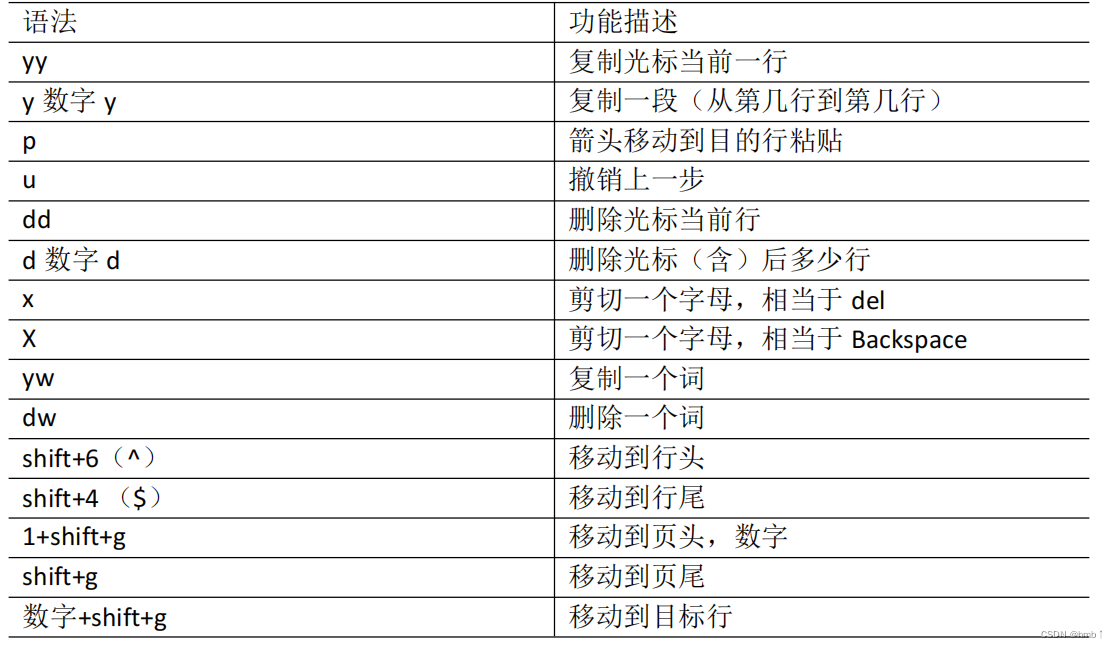 语法 功能描述
yy 复制光标当前一行
y 数字 y 复制一段（从第几行到第几行）
p 箭头移动到目的行粘贴
u 撤销上一步
dd 删除光标当前行
d 数字 d 删除光标（含）后多少行
x 剪切一个字母，相当于 del
X 剪切一个字母，相当于 Backspace
yw 复制一个词
dw 删除一个词
shift+6（^） 移动到行头
shift+4 （$） 移动到行尾
1+shift+g 移动到页头，数字
shift+g 移动到页尾
数字+shift+g 移动到目标行
CSDN